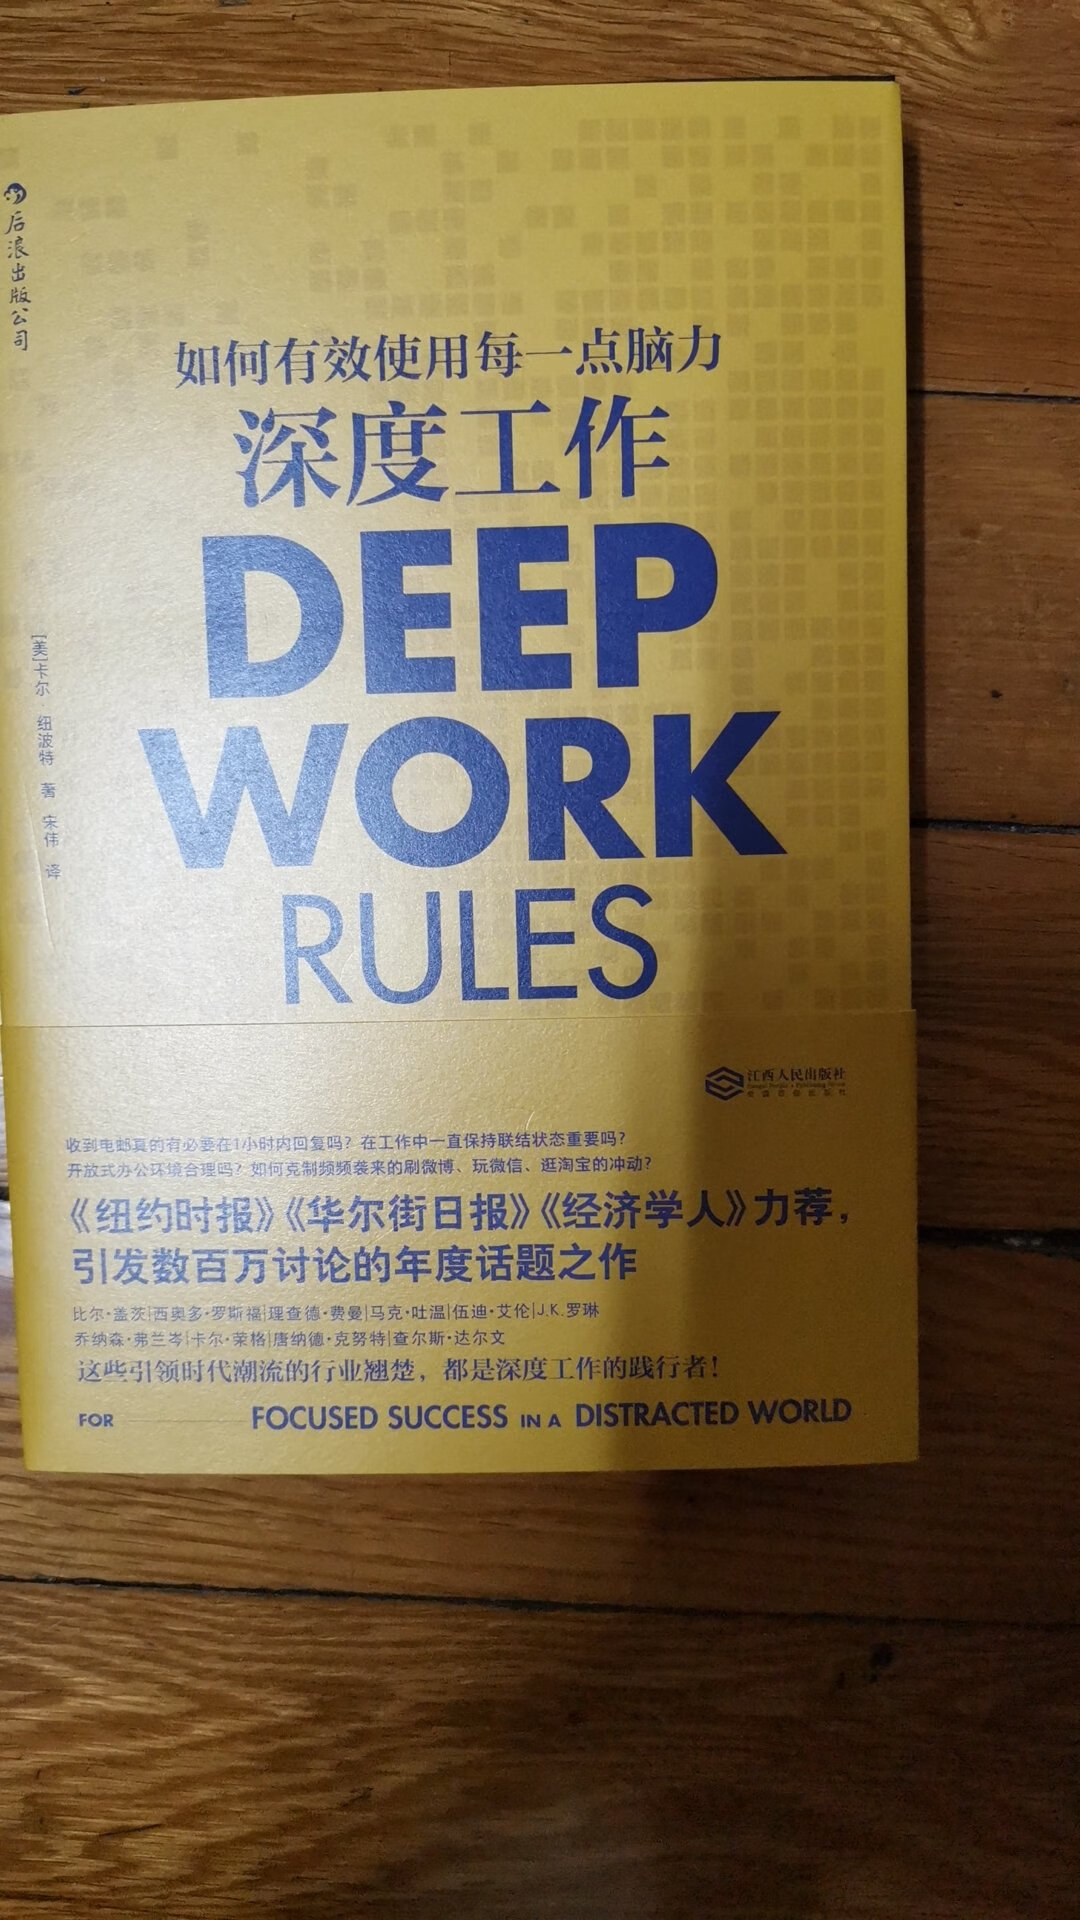 后浪出版公司
如何有效使用每一点脑力
深度工作
DEEP
WORK
RULES
[美]卡尔·纽波特 著 宋伟 译
江西人民出版社
收到电邮真的有必要在1小时内回复吗？在工作中一直保持联结状态重要吗？
开放式办公环境合理吗？如何克制频频袭来的刷微博、玩微信、逛淘宝的冲动？
《纽约时报》《华尔街日报》《经济学人》力荐，
引发数百万讨论的年度话题之作
比尔·盖茨|西奥多·罗斯福|理查德·费曼|马克·吐温|伍迪·艾伦|J.K.罗琳
乔纳森·弗兰岑|卡尔·荣格|唐纳德·克努特|查尔斯·达尔文
这些引领时代潮流的行业翘楚，都是深度工作的践行者！
FOR FOCUSED SUCCESS IN A DISTRACTED WORLD